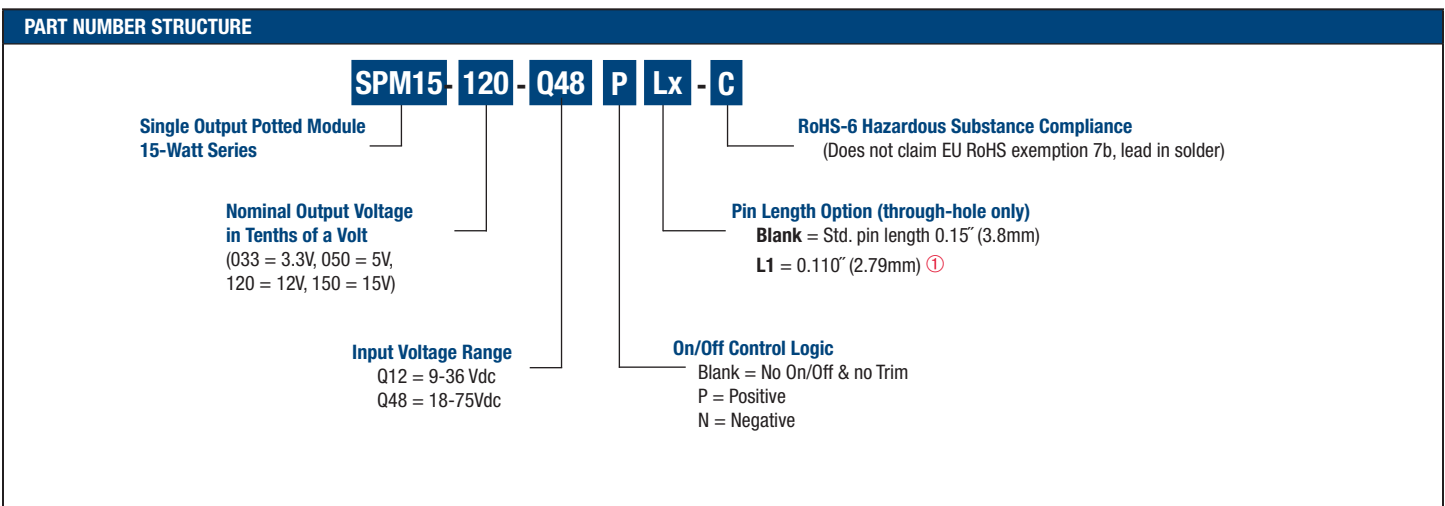 PART NUMBER STRUCTURE
SPM15 - 120 - Q48 P Lx - C
Single Output Potted Module
15-Watt Series
RoHS-6 Hazardous Substance Compliance
(Does not claim EU RoHS exemption 7b, lead in solder)
Nominal Output Voltage
in Tenths of a Volt
(033 = 3.3V, 050 = 5V,
120 = 12V, 150 = 15V)
Pin Length Option (through-hole only)
Blank = Std. pin length 0.15˝ (3.8mm)
L1 = 0.110˝ (2.79mm) ①
Input Voltage Range
Q12 = 9-36 Vdc
Q48 = 18-75Vdc
On/Off Control Logic
Blank = No On/Off & no Trim
P = Positive
N = Negative